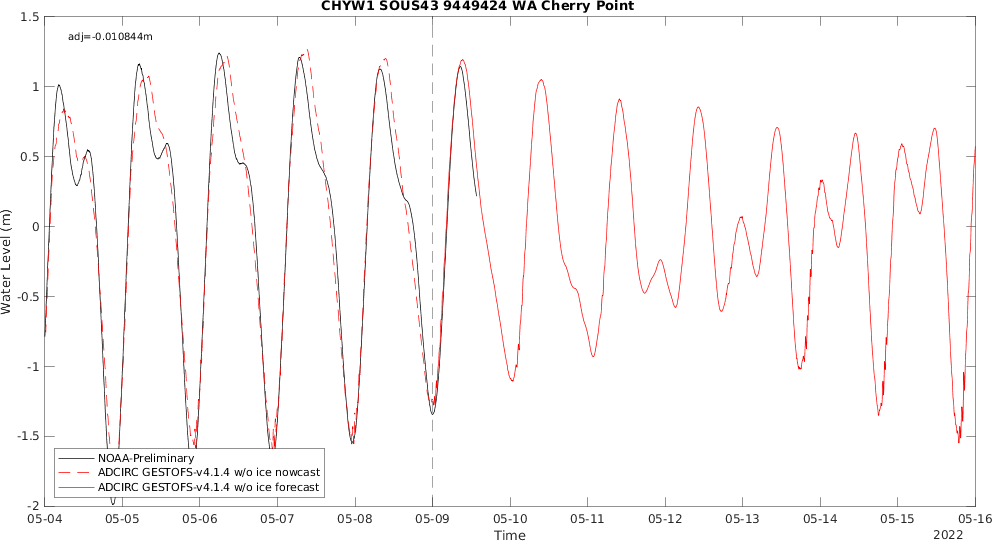 CHYW1 SOUS43 9449424 WA Cherry Point
adj=-0.010844m
1.5
1
0.5
0
-0.5
-1
-1.5
-2
Water Level (m)
NOAA-Preliminary
ADCIRC GESTOFS-v4.1.4 w/o ice nowcast
ADCIRC GESTOFS-v4.1.4 w/o ice forecast
05-04 05-05 05-06 05-07 05-08 05-09 05-10 05-11 05-12 05-13 05-14 05-15 05-16
Time
2022